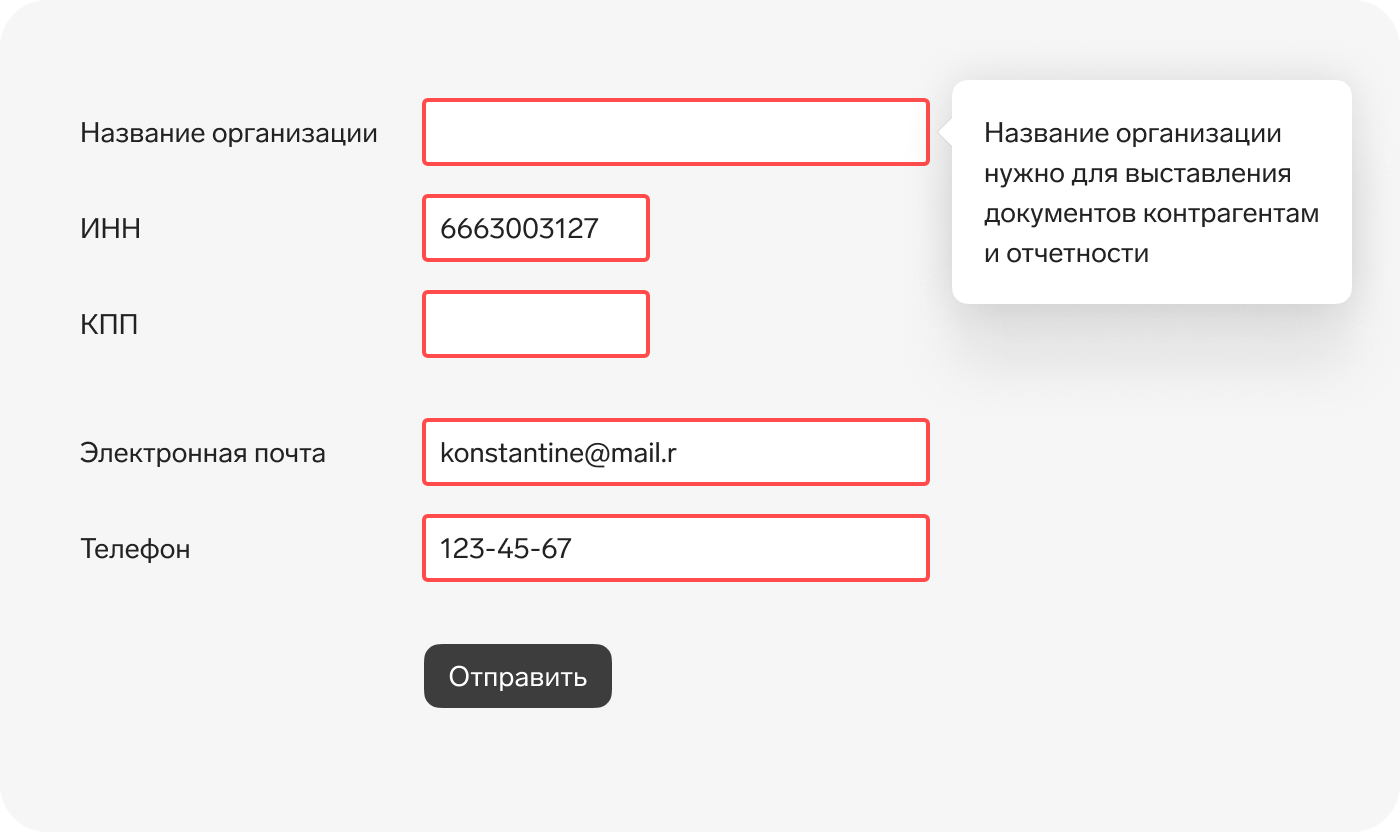 Название организации
Название организации
нужно для выставления
документов контрагентам
и отчетности
ИНН
6663003127
КПП
Электронная почта
konstantine@mail.r
Телефон
123-45-67
Отправить